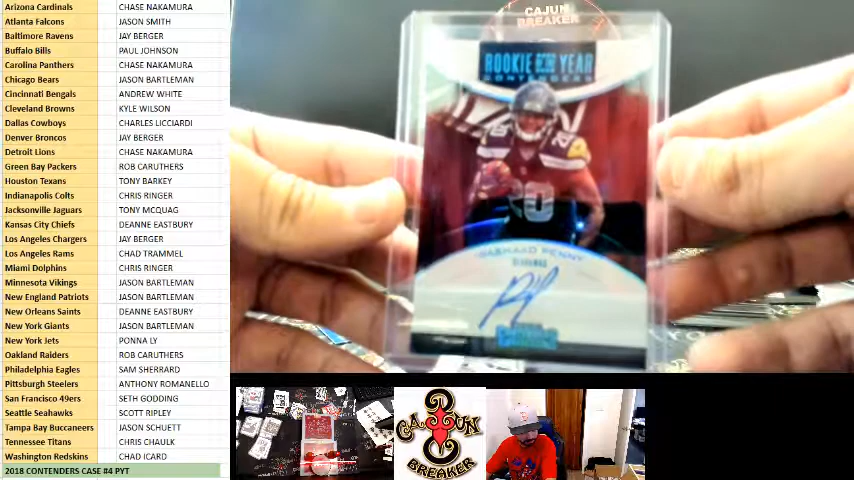 Arizona Cardinals CHASE NAKAMURA
Atlanta Falcons JASON SMITH
Baltimore Ravens JAY BERGER
Buffalo Bills PAUL JOHNSON
Carolina Panthers CHASE NAKAMURA
Chicago Bears JASON BARTLEMAN
Cincinnati Bengals ANDREW WHITE
Cleveland Browns KYLE WILSON
Dallas Cowboys CHARLES LICCIARDI
Denver Broncos JAY BERGER
Detroit Lions CHASE NAKAMURA
Green Bay Packers ROB CARUTHERS
Houston Texans TONY BARKEY
Indianapolis Colts CHRIS RINGER
Jacksonville Jaguars TONY MCQUAG
Kansas City Chiefs DEANNE EASTBURY
Los Angeles Chargers JAY BERGER
Los Angeles Rams CHAD TRAMMEL
Miami Dolphins CHRIS RINGER
Minnesota Vikings JASON BARTLEMAN
New England Patriots JASON BARTLEMAN
New Orleans Saints DEANNE EASTBURY
New York Giants JASON BARTLEMAN
New York Jets PONNA LY
Oakland Raiders ROB CARUTHERS
Philadelphia Eagles SAM SHERRARD
Pittsburgh Steelers ANTHONY ROMANELLO
San Francisco 49ers SETH GODDING
Seattle Seahawks SCOTT RIPLEY
Tampa Bay Buccaneers JASON SCHUETT
Tennessee Titans CHRIS CHAULK
Washington Redskins CHAD ICARD
2018 CONTENDERS CASE #4 PYT
CAJUN
BREAKER
ROOKIE OF THE YEAR
CONTENDERS
20
RASHAAD PENNY
SEAHAWKS
CAJUN
BREAKER